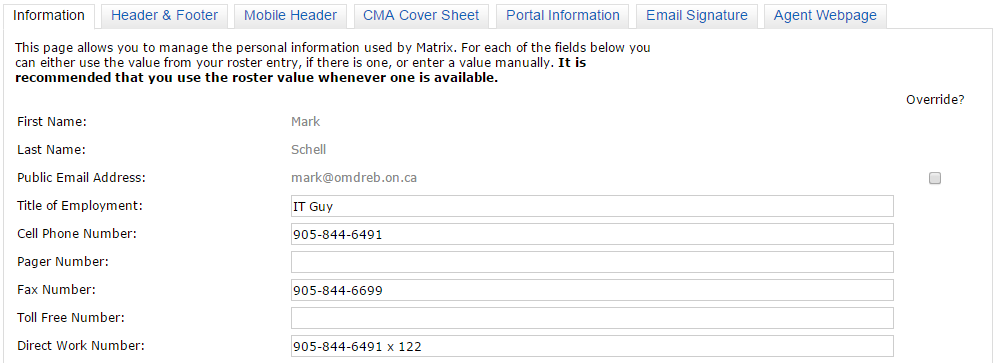 Information Header & Footer Mobile Header CMA Cover Sheet Portal Information Email Signature Agent Webpage
This page allows you to manage the personal information used by Matrix. For each of the fields below you
can either use the value from your roster entry, if there is one, or enter a value manually. It is
recommended that you use the roster value whenever one is available.
Override?
First Name: Mark
Last Name: Schell
Public Email Address: mark@omdreb.on.ca
Title of Employment: IT Guy
Cell Phone Number: 905-844-6491
Pager Number:
Fax Number: 905-844-6699
Toll Free Number:
Direct Work Number: 905-844-6491 x 122